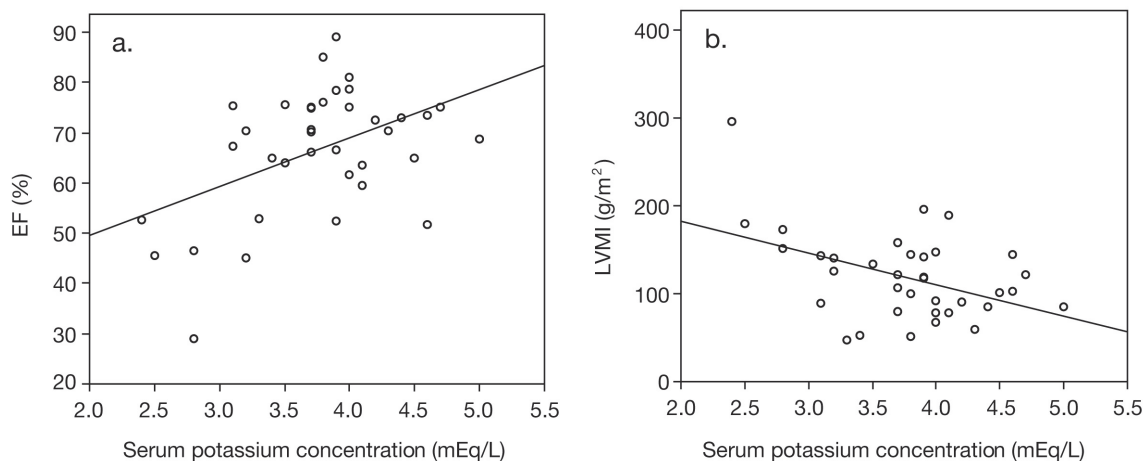 a.
90
80
70
60
50
40
30
20
EF (%)
2.0 2.5 3.0 3.5 4.0 4.5 5.0 5.5
Serum potassium concentration (mEq/L)
b.
400
300
200
100
0
LVMI (g/m²)
2.0 2.5 3.0 3.5 4.0 4.5 5.0 5.5
Serum potassium concentration (mEq/L)